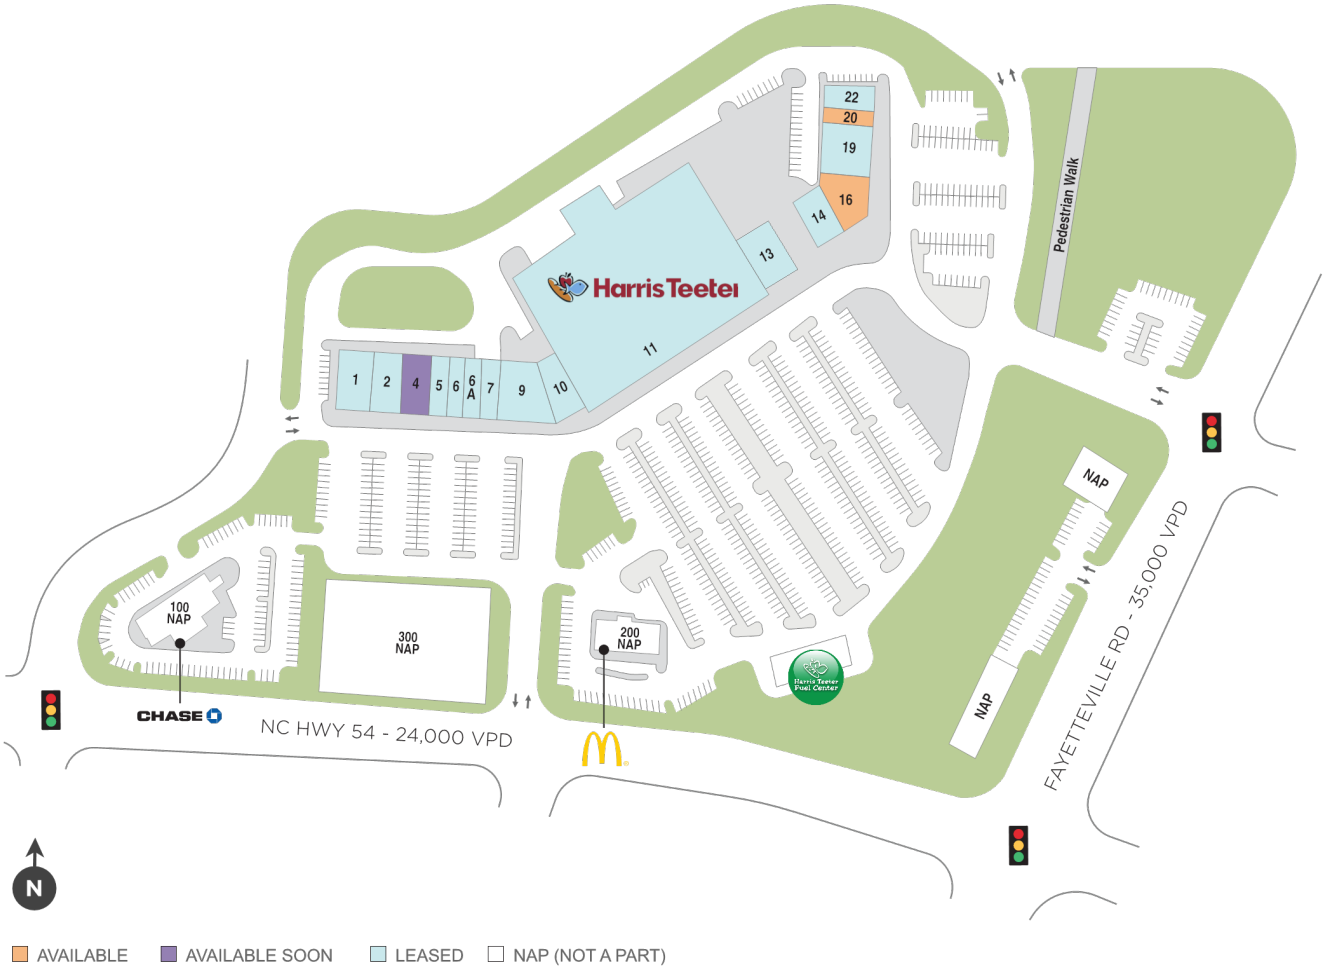 22
20
19
16
14
13
Pedestrian Walk
Harris Teeter
11
1
2
4
5
6
6
A
7
9
10
NAP
100
NAP
300
NAP
200
NAP
Harris Teeter
Fuel Center
NAP
CHASE
NC HWY 54 - 24,000 VPD
FAYETTEVILLE RD - 35,000 VPD
N
AVAILABLE
AVAILABLE SOON
LEASED
NAP (NOT A PART)